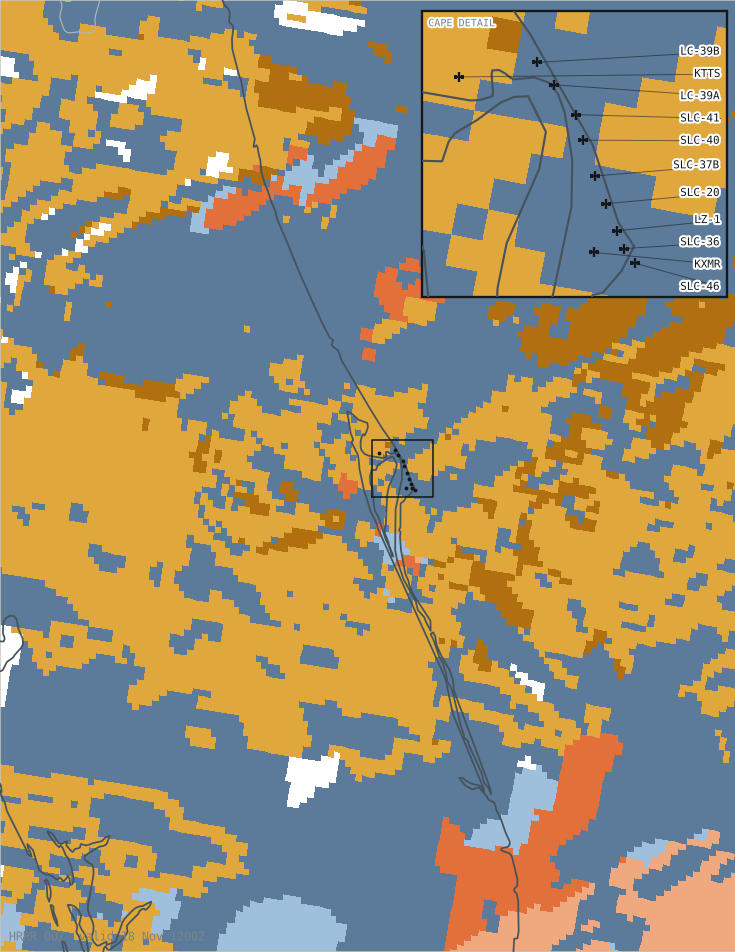 CAPE DETAIL
LC-39B
KTTS
LC-39A
SLC-41
SLC-40
SLC-37B
SLC-20
LZ-1
SLC-36
KXMR
SLC-46